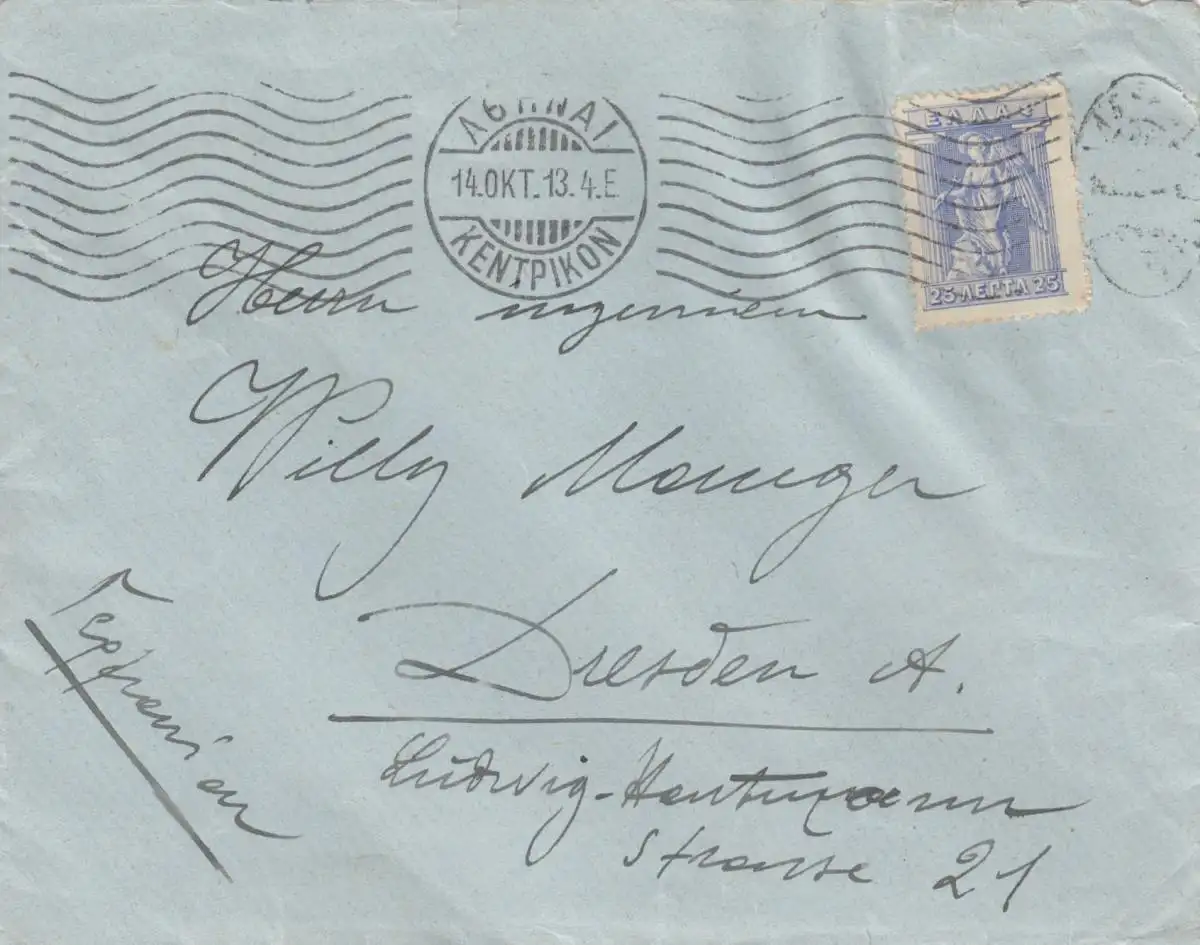 ΑΘΗΝΑΙ
14.ΟΚΤ.13.4.Ε
ΚΕΝΤΡΙΚΟΝ
ΕΛΛΑΣ
25 ΛΕΠΤΑ 25
Herrn Ingenieur
Willy
Dresden A.
Ludwig-Hartmann
Strasse 21